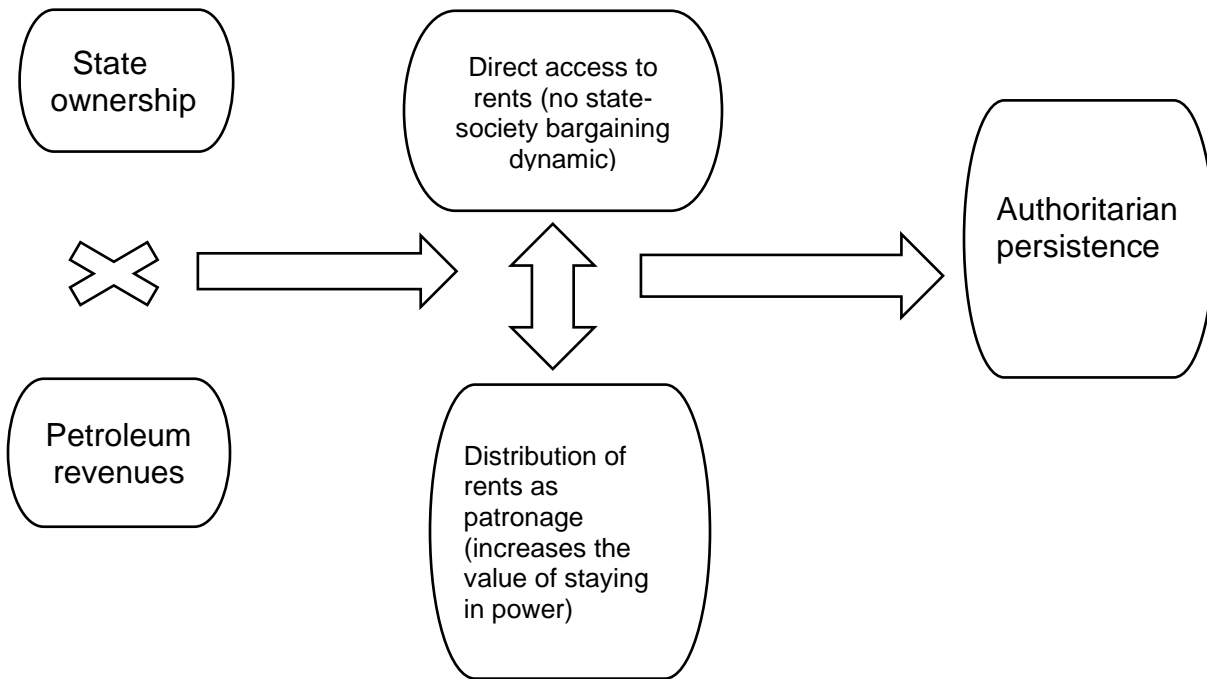 State
ownership
Petroleum
revenues
Direct access to
rents (no state-
society bargaining
dynamic)
Distribution of
rents as
patronage
(increases the
value of staying
in power)
Authoritarian
persistence